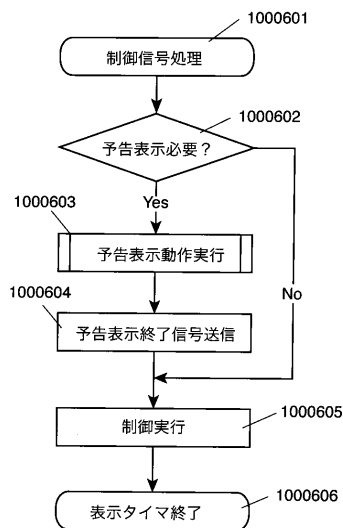 1000601
制御信号処理
1000602
予告表示必要？
Yes
1000603
予告表示動作実行
1000604
予告表示終了信号送信
No
制御実行
1000605
表示タイマ終了
1000606